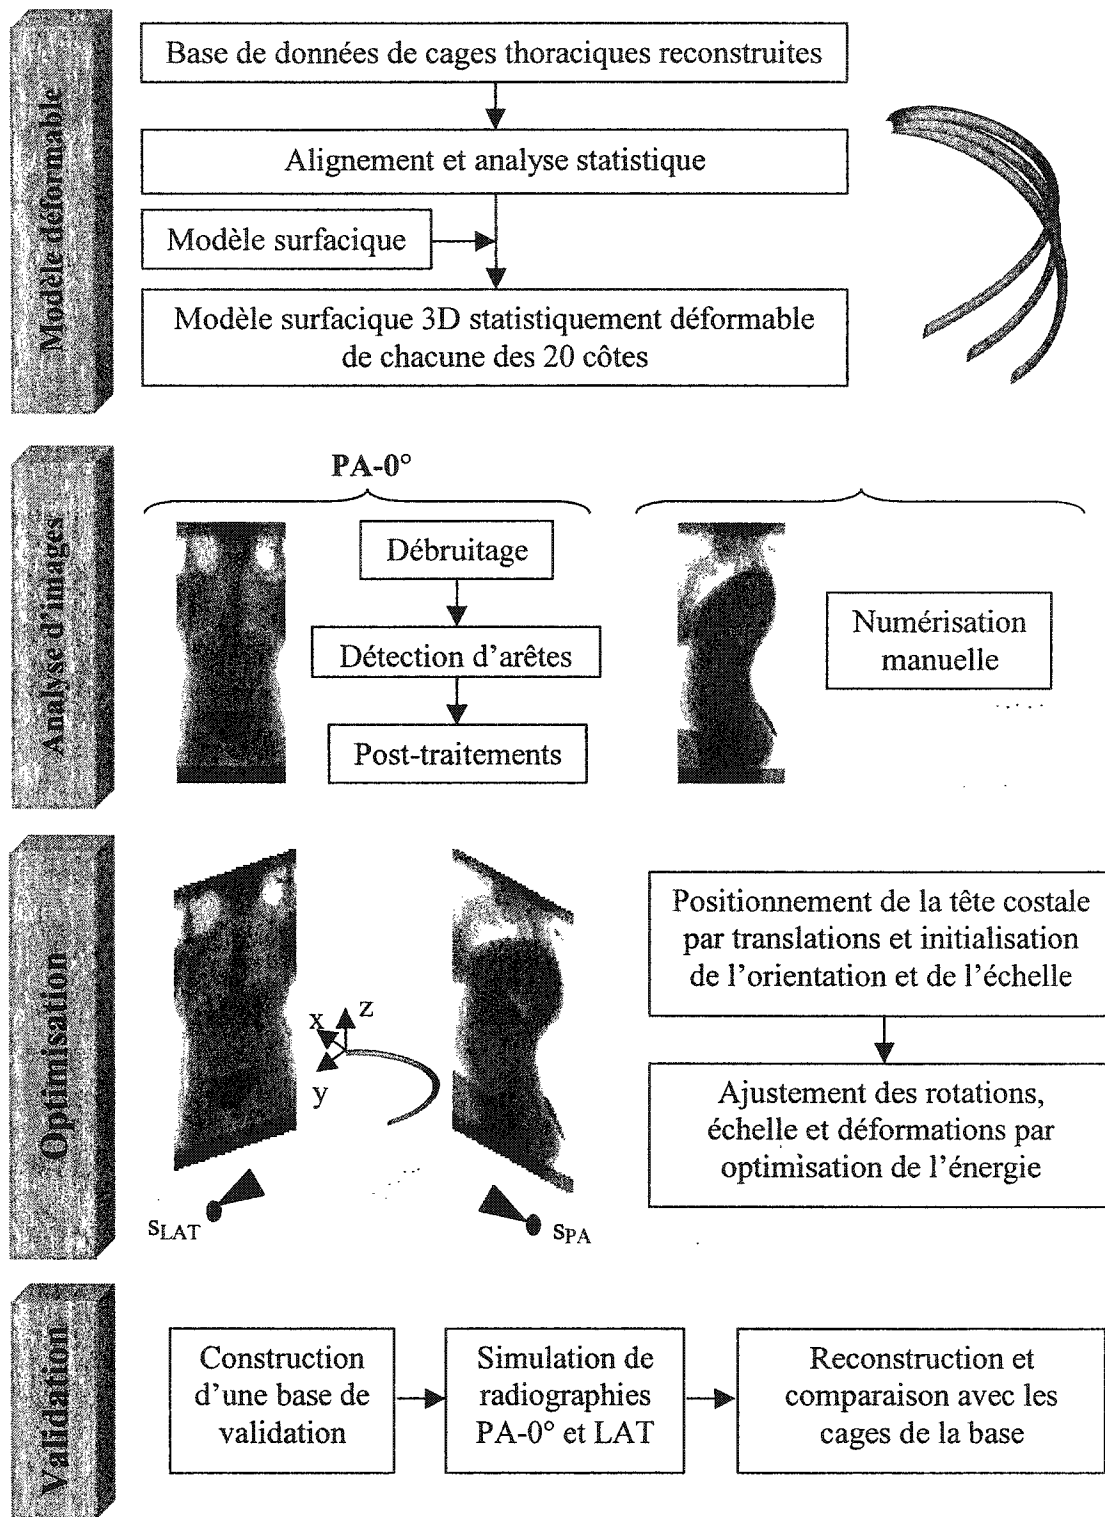 Modèle déformable
Base de données de cages thoraciques reconstruites
Alignement et analyse statistique
Modèle surfacique
Modèle surfacique 3D statistiquement déformable
de chacune des 20 côtes
Analyse d'images
PA-0°
Débruitage
Détection d'arêtes
Post-traitements
Numérisation
manuelle
Optimisation
x
z
y
sLAT
sPA
Positionnement de la tête costale
par translations et initialisation
de l'orientation et de l'échelle
Ajustement des rotations,
échelle et déformations par
optimisation de l'énergie
Validation
Construction
d'une base de
validation
Simulation de
radiographies
PA-0° et LAT
Reconstruction et
comparaison avec les
cages de la base